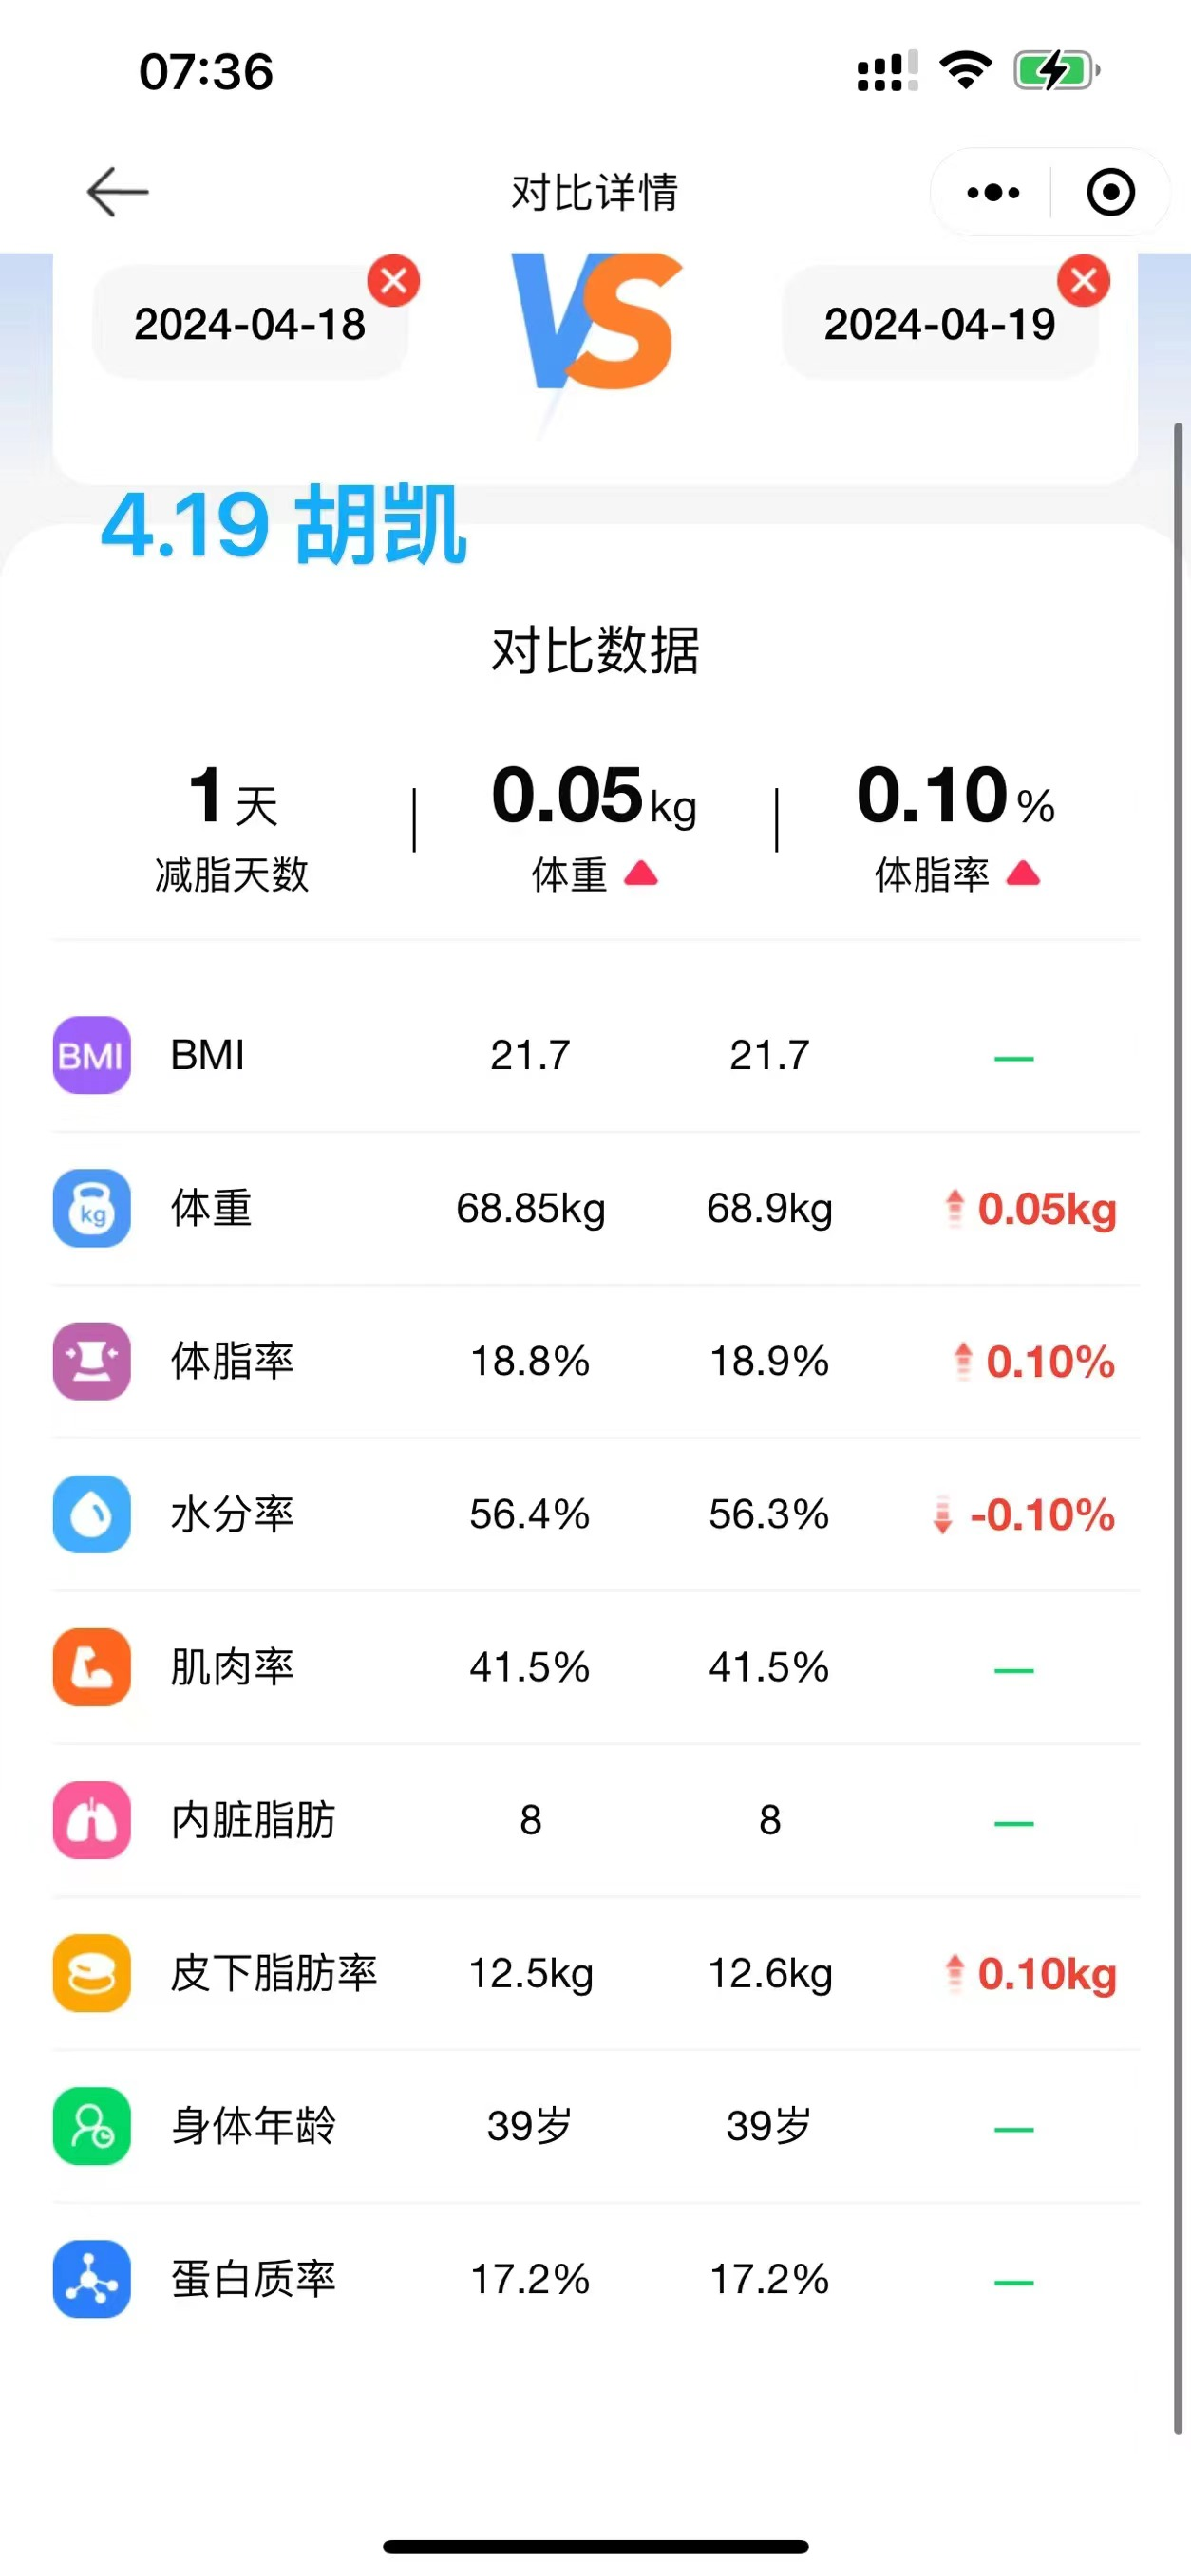 07:36
对比详情
2024-04-18 VS 2024-04-19
4.19 胡凯
对比数据
1天 0.05kg 0.10%
减脂天数 体重 体脂率
BMI BMI 21.7 21.7 —
kg 体重 68.85kg 68.9kg 0.05kg
体脂率 18.8% 18.9% 0.10%
水分率 56.4% 56.3% -0.10%
肌肉率 41.5% 41.5% —
内脏脂肪 8 8 —
皮下脂肪率 12.5kg 12.6kg 0.10kg
身体年龄 39岁 39岁 —
蛋白质率 17.2% 17.2% —